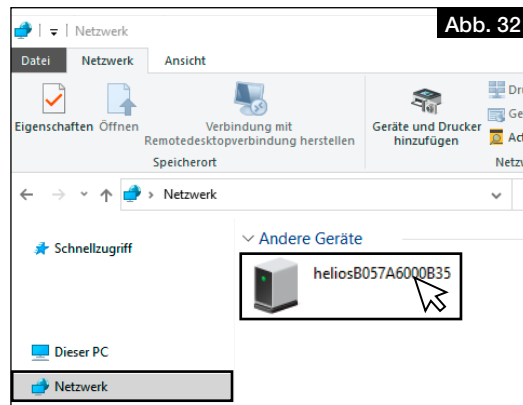 Abb. 32
Netzwerk
Datei Netzwerk Ansicht
Eigenschaften Öffnen Verbindung mit Remotedesktopverbindung herstellen Geräte und Drucker hinzufügen
Speicherort
Netzwerk
Schnellzugriff
Andere Geräte
heliosB057A6000B35
Dieser PC
Netzwerk